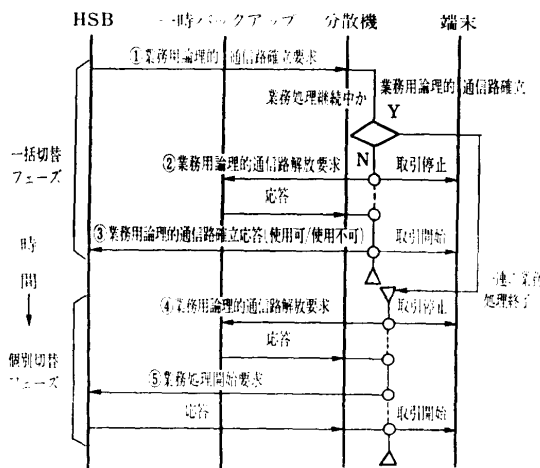 HSB 一時バックアップ 分散機 端末
①業務用論理的通信路確立要求
業務用論理的通信路確立
業務処理継続中か
Y
N
一括切替
フェーズ
②業務用論理的通信路解放要求
取引停止
応答
③業務用論理的通信路確立応答(使用可/使用不可)
取引開始
時
間
一連の業務
処理終了
④業務用論理的通信路解放要求
取引停止
応答
個別切替
フェーズ
⑤業務処理開始要求
応答
取引開始